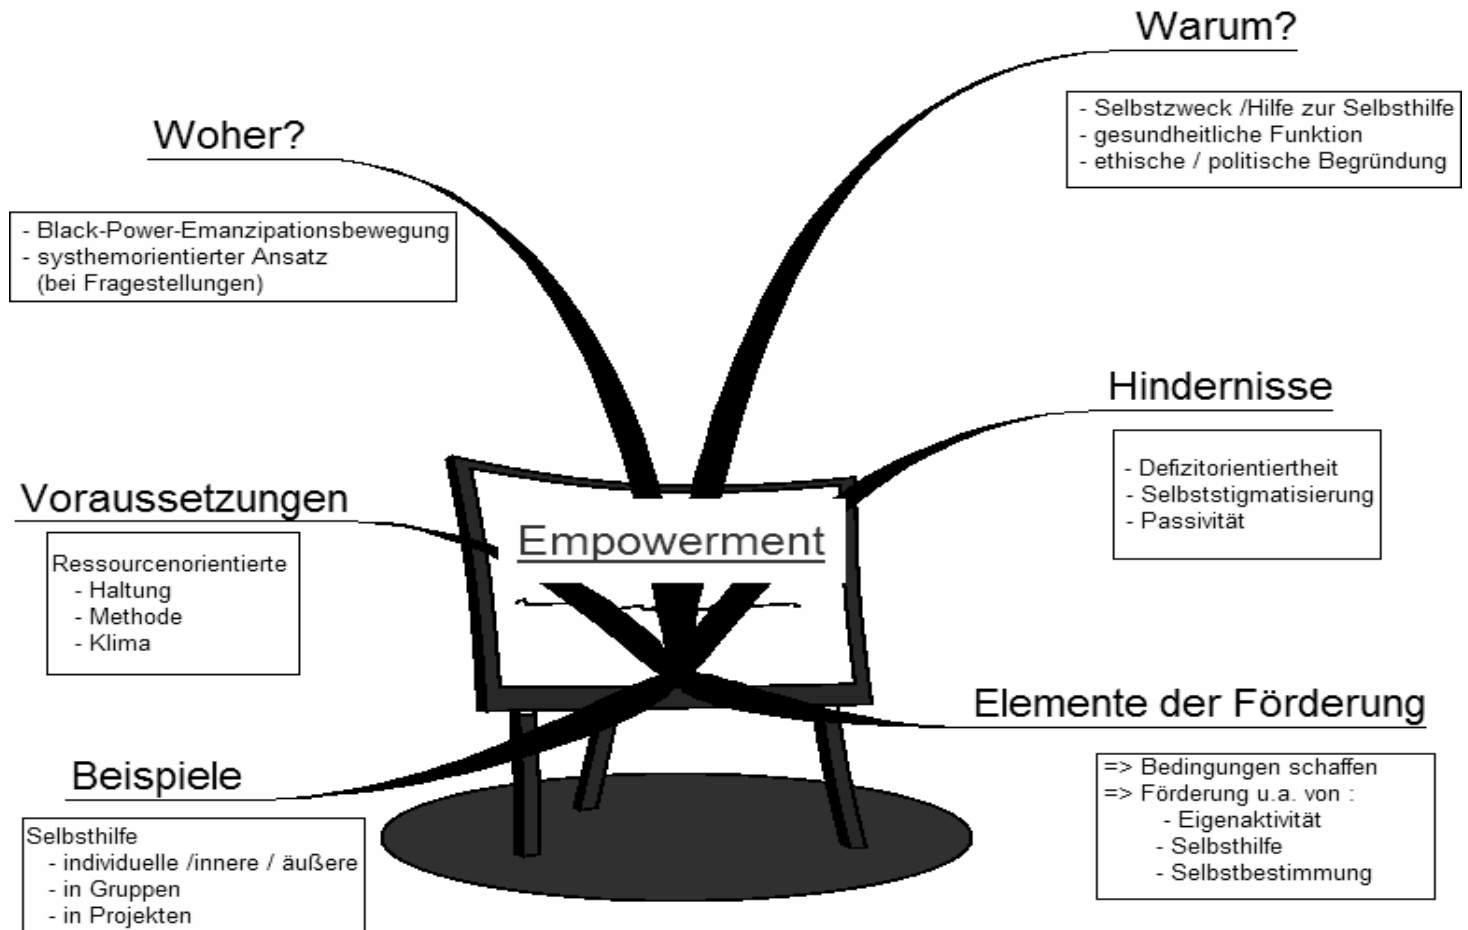 Warum?
- Selbstzweck /Hilfe zur Selbsthilfe
- gesundheitliche Funktion
- ethische / politische Begründung
Woher?
- Black-Power-Emanzipationsbewegung
- systhemorientierter Ansatz
(bei Fragestellungen)
Hindernisse
- Defizitorientiertheit
- Selbststigmatisierung
- Passivität
Voraussetzungen
Ressourcenorientierte
- Haltung
- Methode
- Klima
Empowerment
Elemente der Förderung
=> Bedingungen schaffen
=> Förderung u.a. von :
- Eigenaktivität
- Selbsthilfe
- Selbstbestimmung
Beispiele
Selbsthilfe
- individuelle /innere / äußere
- in Gruppen
- in Projekten